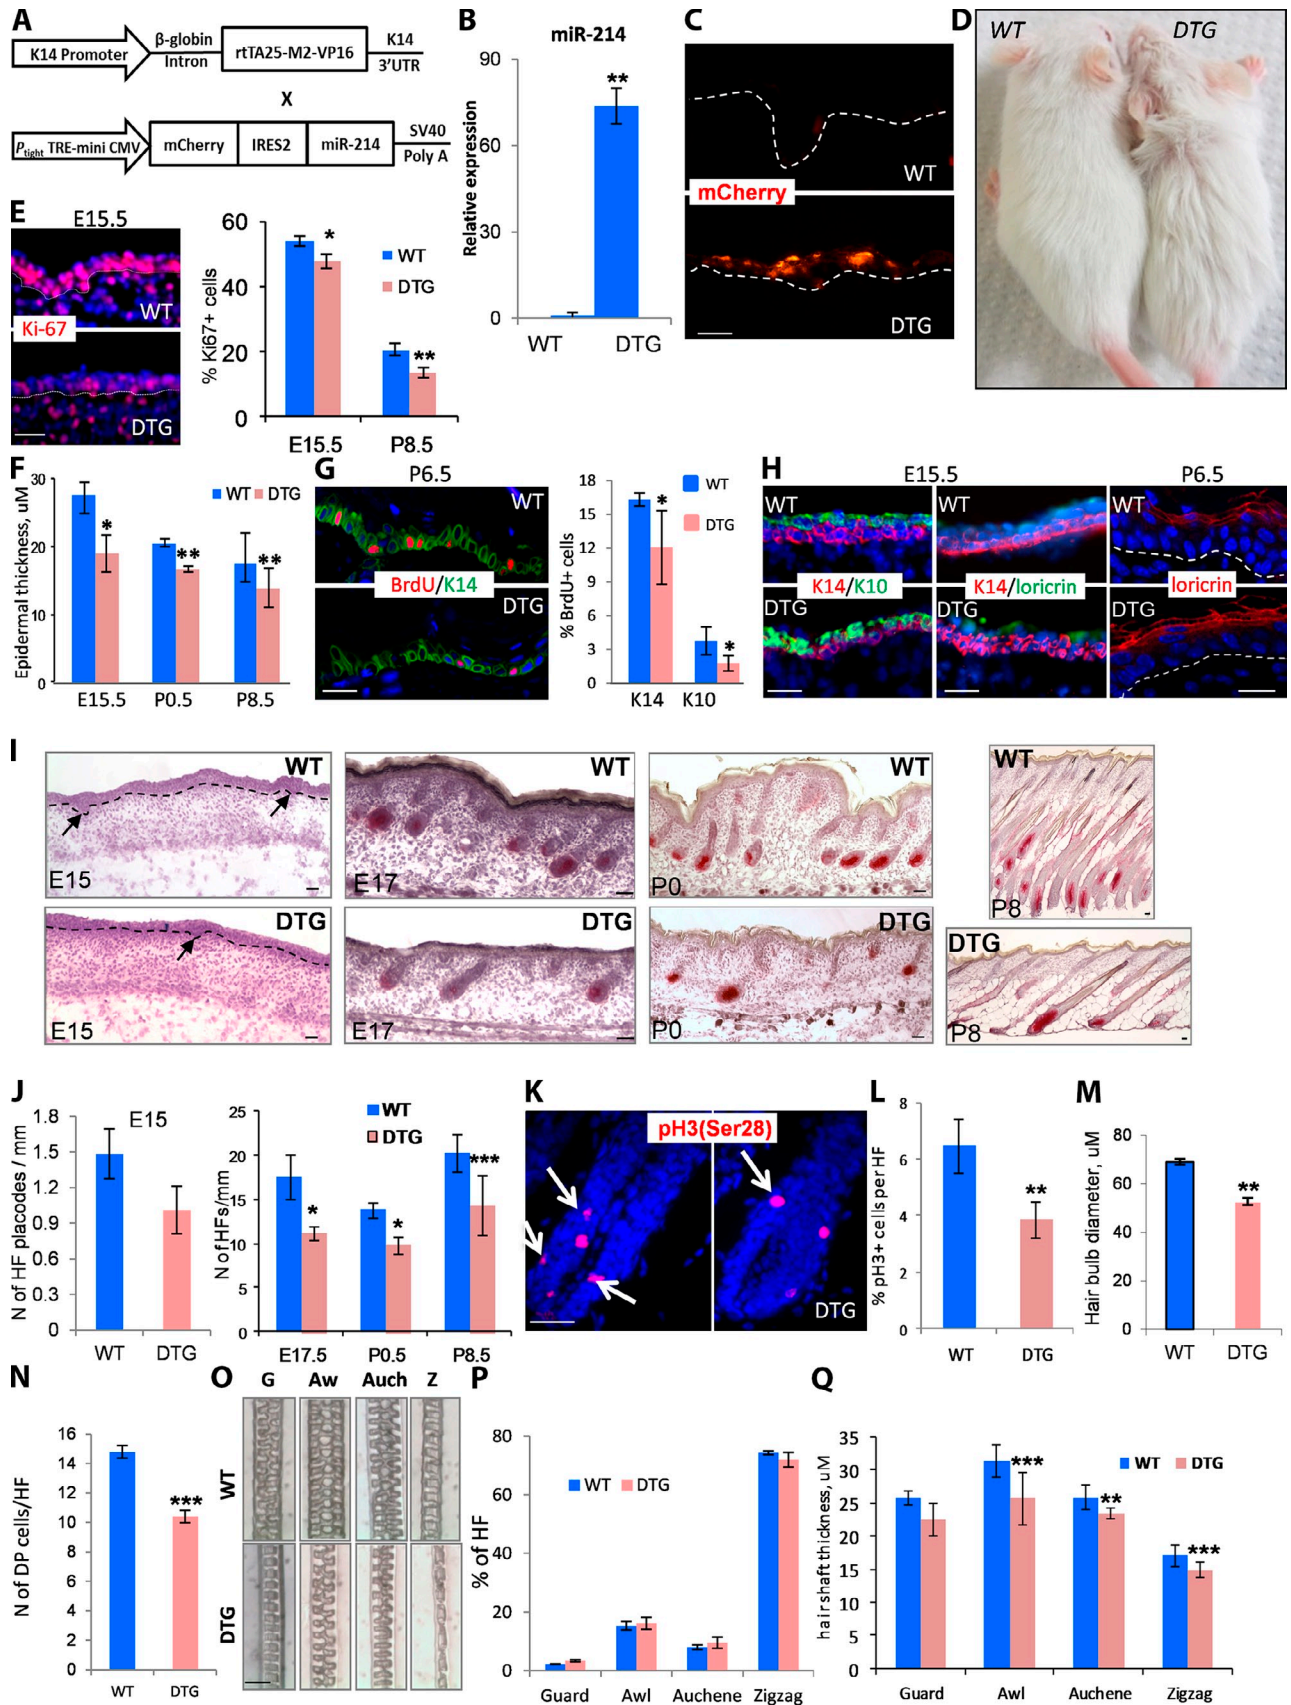 A
K14 Promoter
β-globin
Intron
rtTA25-M2-VP16
K14
3'UTR
X
Ptight TRE-mini CMV
mCherry
IRES2
miR-214
SV40
Poly A
B
miR-214
Relative expression
90
60
30
0
**
WT
DTG
C
WT
mCherry
DTG
D
WT
DTG
E
E15.5
WT
Ki-67
DTG
% Ki67+ cells
60
40
20
0
*
**
WT
DTG
E15.5
P8.5
F
Epidermal thickness, uM
30
20
10
0
WT
DTG
*
**
**
E15.5
P0.5
P8.5
G
P6.5
WT
BrdU/K14
DTG
% BrdU+ cells
18
15
12
9
6
3
0
*
*
WT
DTG
K14
K10
H
E15.5
P6.5
WT
WT
WT
K14/K10
K14/loricrin
loricrin
DTG
DTG
DTG
I
WT
E15
WT
E17
WT
P0
WT
P8
DTG
E15
DTG
E17
DTG
P0
DTG
P8
J
E15
N of HF placodes / mm
1.8
1.5
1.2
0.9
0.6
0.3
0
WT
DTG
N of HFs/mm
25
20
15
10
5
0
WT
DTG
*
*
***
E17.5
P0.5
P8.5
K
pH3(Ser28)
DTG
L
% pH3+ cells per HF
8
6
4
2
0
**
WT
DTG
M
Hair bulb diameter, uM
80
60
40
20
0
**
WT
DTG
N
N of DP cells/HF
16
14
12
10
8
6
4
2
0
***
WT
DTG
O
G
Aw
Auch
Z
WT
DTG
P
% of HF
80
60
40
20
0
WT
DTG
Guard
Awl
Auchene
Zigzag
Q
hair shaft thickness, uM
35
30
25
20
15
10
5
0
WT
DTG
***
**
***
Guard
Awl
Auchene
Zigzag